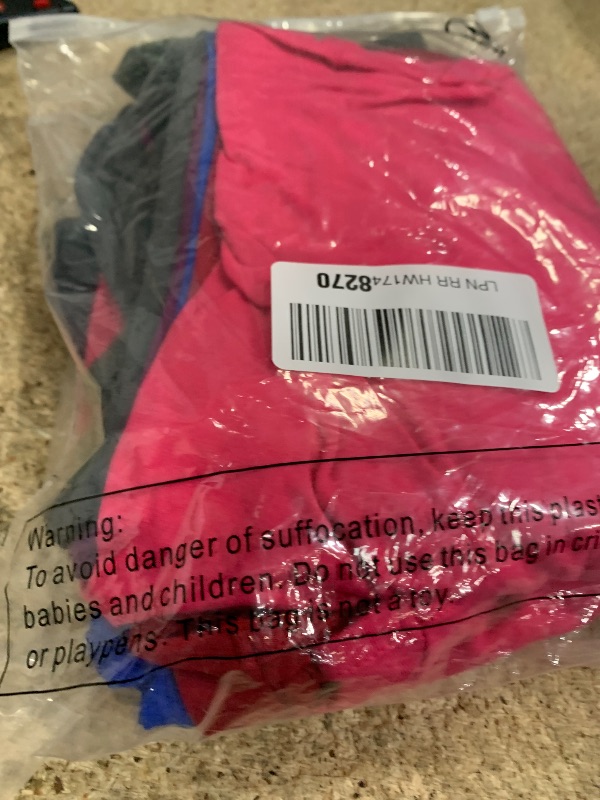 LPN RR HW1748270
Warning:
To avoid danger of suffocation, keep this plast
babies and children. Do not use this bag in cri
or playpens. This bag is not a toy.